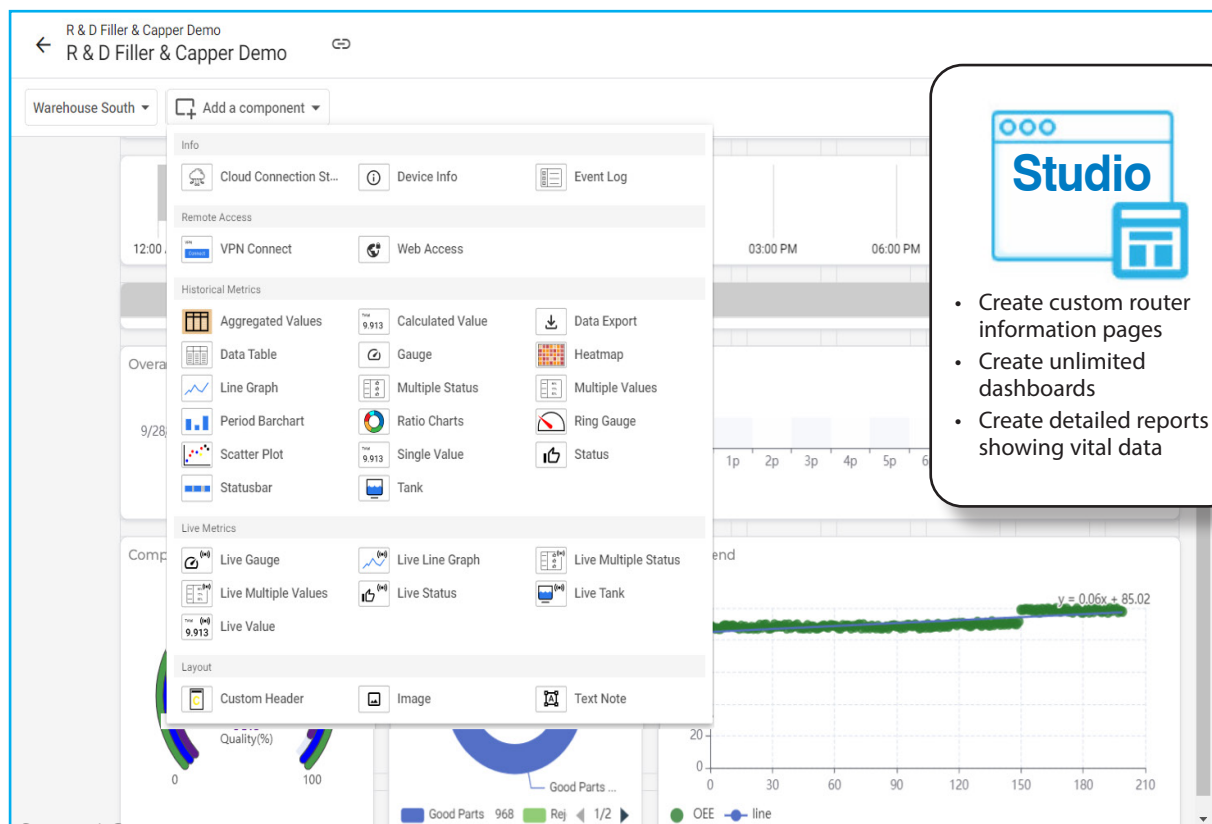 R & D Filler & Capper Demo
R & D Filler & Capper Demo
Warehouse South
Add a component
Info
Cloud Connection St...
Device Info
Event Log
Remote Access
VPN Connect
Web Access
12:00
03:00 PM
06:00 PM
Historical Metrics
Aggregated Values
Calculated Value
Data Export
Data Table
Gauge
Heatmap
Line Graph
Multiple Status
Multiple Values
Period Barchart
Ratio Charts
Ring Gauge
Scatter Plot
Single Value
Status
Statusbar
Tank
9.913
9.913
Overa
9/28
1p 2p 3p 4p 5p 6
Live Metrics
Live Gauge
Live Line Graph
Live Multiple Status
Live Multiple Values
Live Status
Live Tank
Live Value
9.913
Layout
Custom Header
Image
Text Note
Comp
Quality(%)
0
100
Good Parts ...
Good Parts 968
Rej
1/2
end
y = 0.06x + 85.02
20
0
0 30 60 90 120 150 180 210
OEE
line
Studio
• Create custom router
information pages
• Create unlimited
dashboards
• Create detailed reports
showing vital data